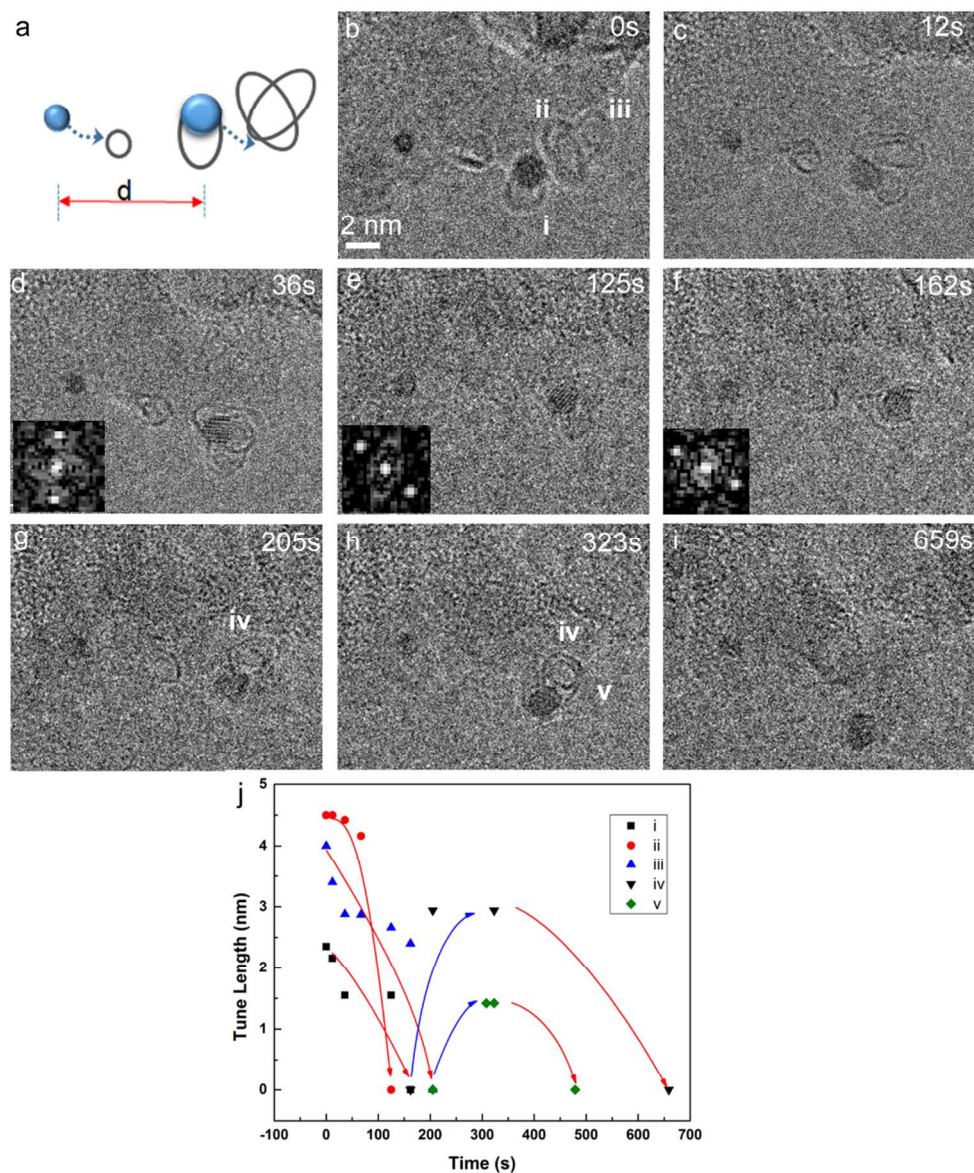 a
d
b
0s
ii
iii
i
2 nm
c
12s
d
36s
e
125s
f
162s
g
205s
iv
h
323s
iv
v
i
659s
j
5
4
3
2
1
0
Tune Length (nm)
i
ii
iii
iv
v
-100 0 100 200 300 400 500 600 700
Time (s)